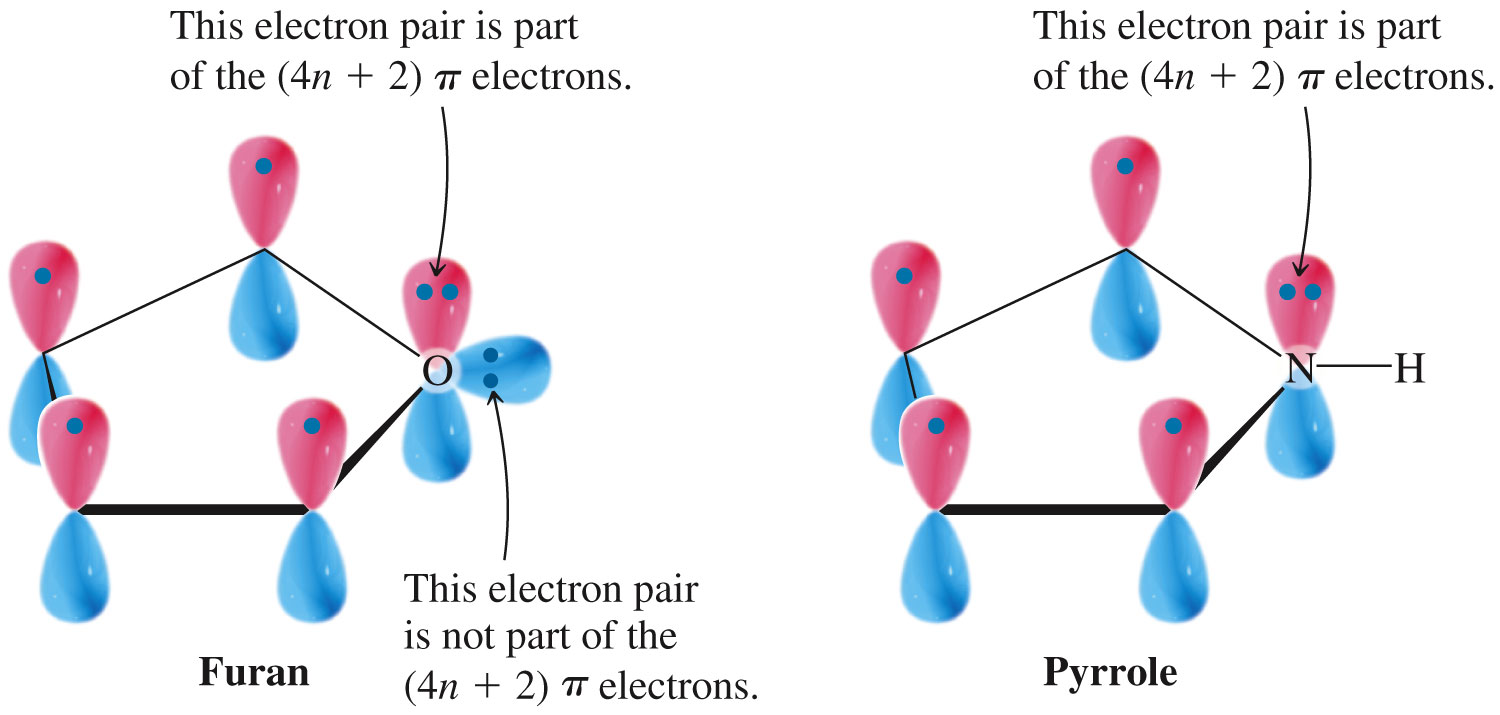 This electron pair is part
of the (4n + 2) π electrons.
O
This electron pair
is not part of the
(4n + 2) π electrons.
Furan
This electron pair is part
of the (4n + 2) π electrons.
N—H
Pyrrole